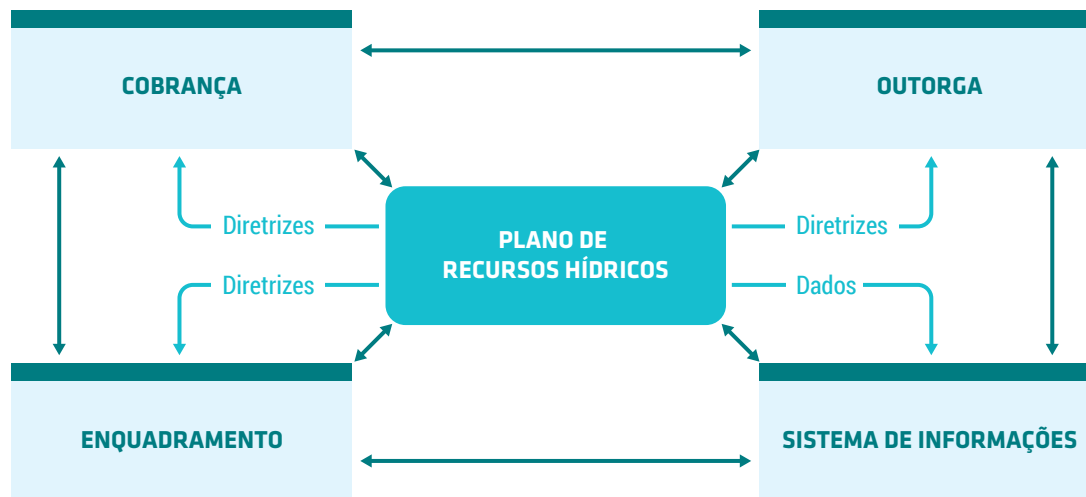 COBRANÇA
OUTORGA
Diretrizes
Diretrizes
PLANO DE
RECURSOS HÍDRICOS
Diretrizes
Dados
ENQUADRAMENTO
SISTEMA DE INFORMAÇÕES